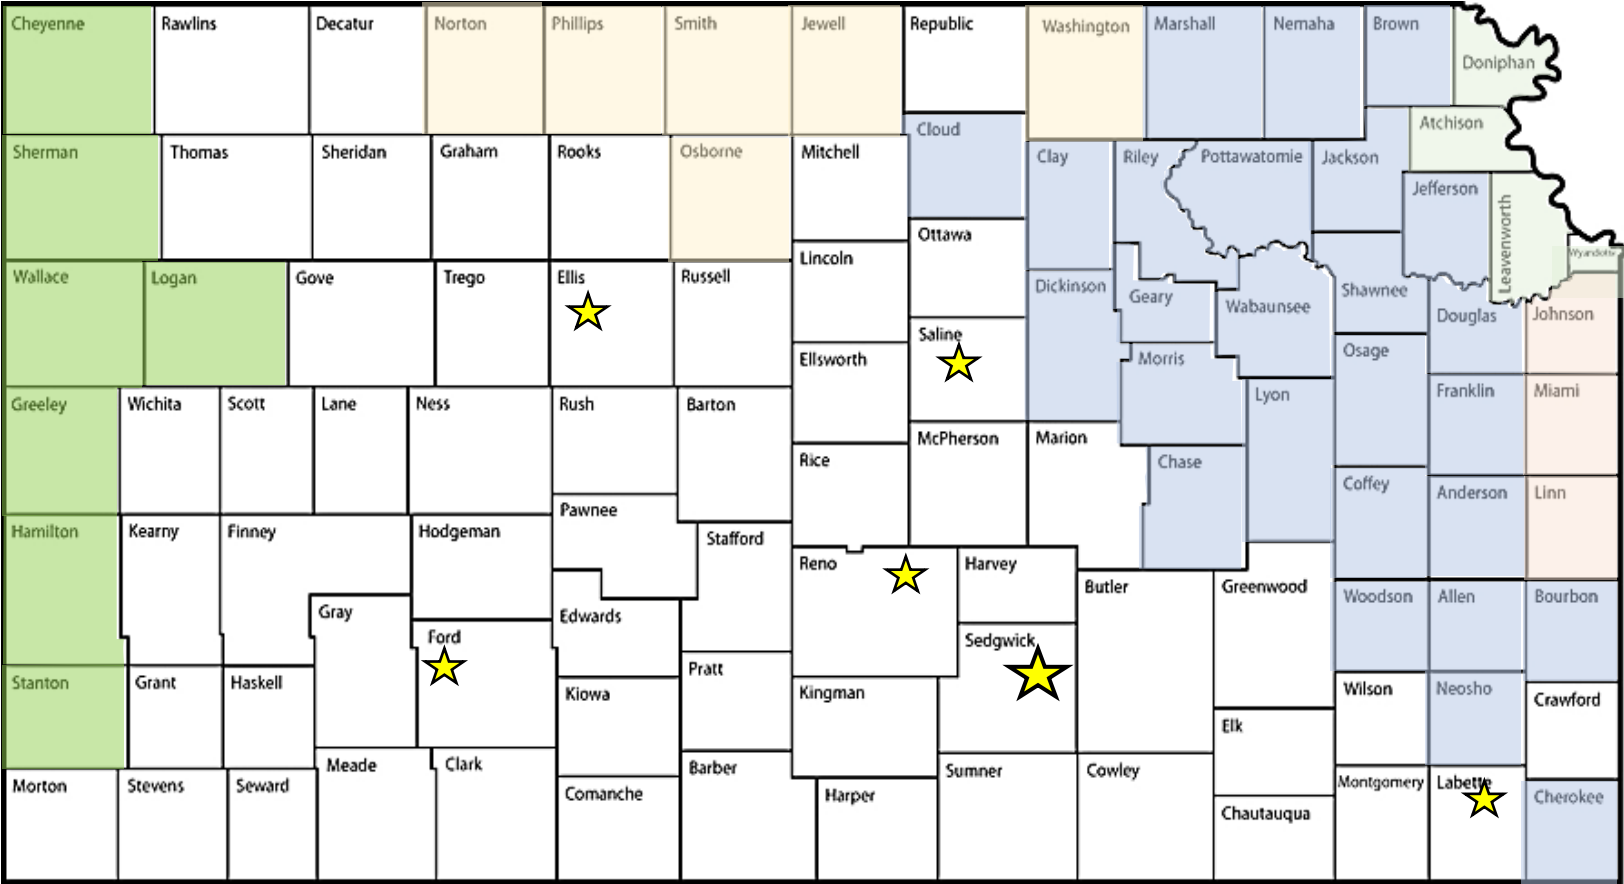 Cheyenne
Rawlins
Decatur
Norton
Phillips
Smith
Jewell
Republic
Washington
Marshall
Nemaha
Brown
Doniphan
Cloud
Atchison
Sherman
Thomas
Sheridan
Graham
Rooks
Osborne
Mitchell
Clay
Riley
Pottawatomie
Jackson
Jefferson
Leavenworth
Wyandotte
Ottawa
Lincoln
Wallace
Logan
Gove
Trego
Ellis
Russell
Dickinson
Geary
Wabaunsee
Shawnee
Douglas
Johnson
Saline
Ellsworth
Morris
Osage
Greeley
Wichita
Scott
Lane
Ness
Rush
Barton
Lyon
Franklin
Miami
McPherson
Marion
Rice
Chase
Coffey
Anderson
Linn
Pawnee
Hamilton
Kearny
Finney
Hodgeman
Stafford
Reno
Harvey
Butler
Greenwood
Woodson
Allen
Bourbon
Gray
Edwards
Ford
Sedgwick
Stanton
Grant
Haskell
Kiowa
Pratt
Kingman
Wilson
Neosho
Crawford
Elk
Meade
Clark
Barber
Sumner
Cowley
Morton
Stevens
Seward
Comanche
Harper
Chautauqua
Montgomery
Labette
Cherokee